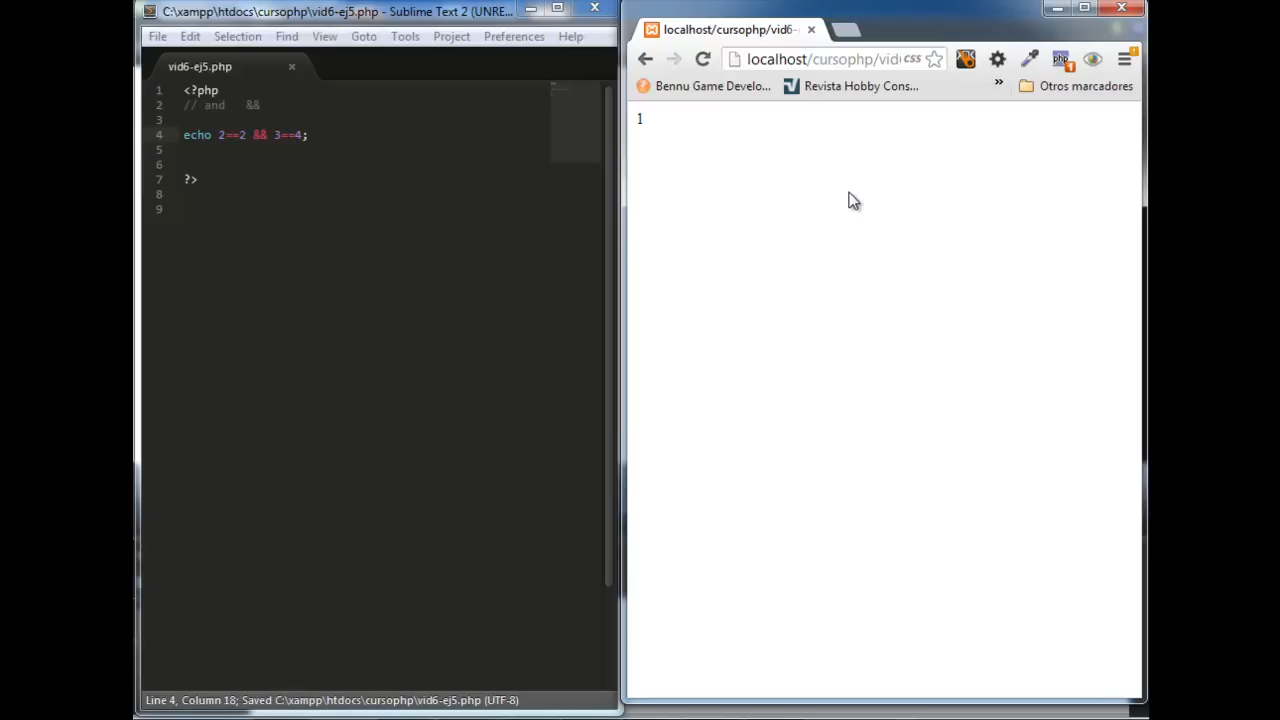 C:\xampp\htdocs\cursophp\vid6-ej5.php - Sublime Text 2 (UNRE...
File Edit Selection Find View Goto Tools Project Preferences Help
vid6-ej5.php ×
1 <?php
2 // and   &&
3
4 echo 2==2 && 3==4;
5
6
7 ?>
8
9
Line 4, Column 18; Saved C:\xampp\htdocs\cursophp\vid6-ej5.php (UTF-8)
localhost/cursophp/vid6- ×
localhost/cursophp/vid CSS php 1
Bennu Game Develo... Revista Hobby Cons... » Otros marcadores
1